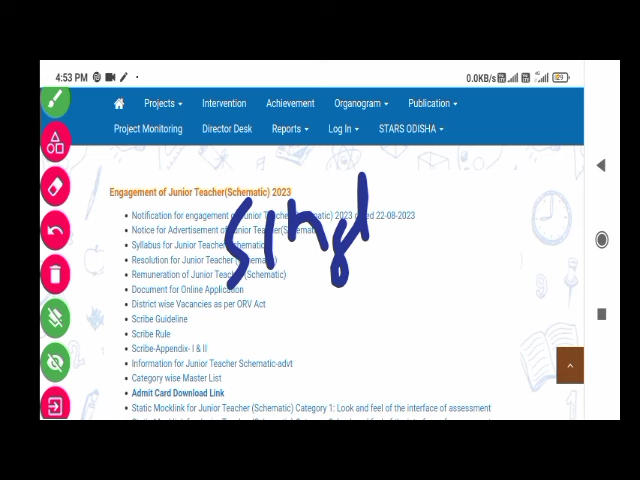 4:53 PM
0.0KB/s
29
Projects
Intervention
Achievement
Organogram
Publication
Project Monitoring
Director Desk
Reports
Log In
STARS ODISHA
Engagement of Junior Teacher(Schematic) 2023
Notification for engagement of Junior Teacher(Schematic) 2023 dated 22-08-2023
Notice for Advertisement of Junior Teacher(Schematic)
Syllabus for Junior Teacher(Schematic)
Resolution for Junior Teacher (Schematic)
Remuneration of Junior Teacher (Schematic)
Document for Online Application
District wise Vacancies as per ORV Act
Scribe Guideline
Scribe Rule
Scribe-Appendix- I & II
Information for Junior Teacher Schematic-advt
Category wise Master List
Admit Card Download Link
Static Mocklink for Junior Teacher (Schematic) Category 1: Look and feel of the interface of assessment